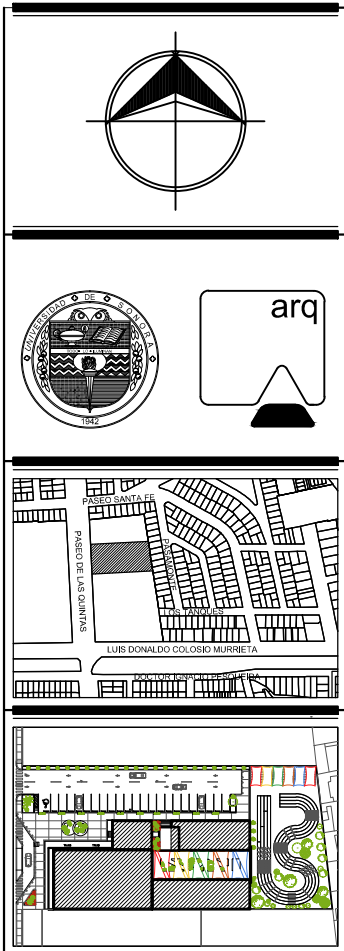 UNIVERSIDAD DE SONORA
1942
arq
PASEO SANTA FE
PASEO DE LAS QUINTAS
PASAMONTE
LOS TANQUES
LUIS DONALDO COLOSIO MURRIETA
DOCTOR IGNACIO PESQUEIRA